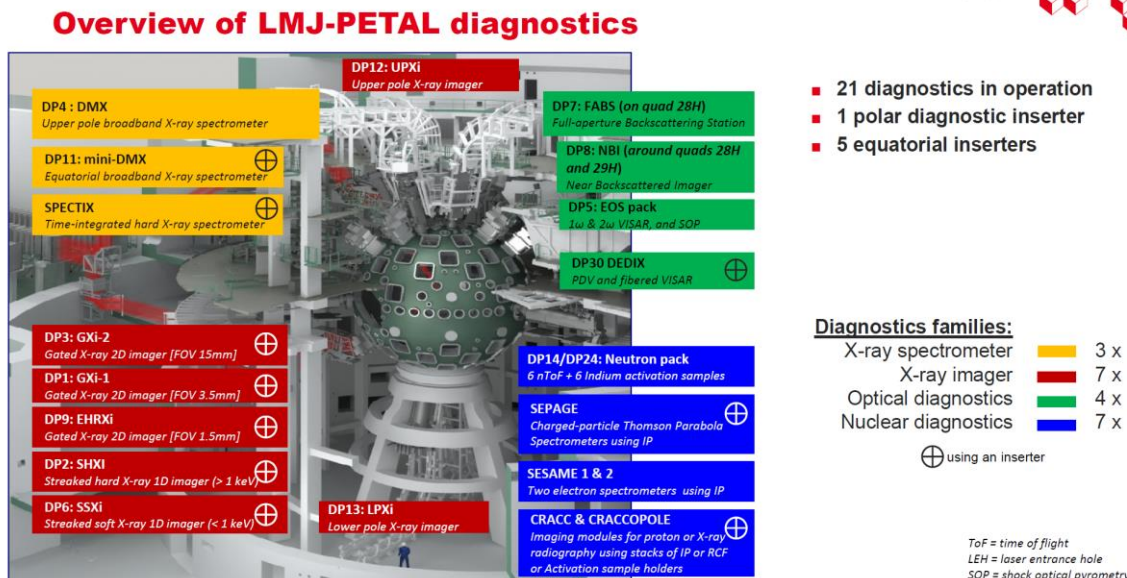 Overview of LMJ-PETAL diagnostics
DP12: UPXi
Upper pole X-ray imager
DP4 : DMX
Upper pole broadband X-ray spectrometer
DP11: mini-DMX
Equatorial broadband X-ray spectrometer
SPECTIX
Time-integrated hard X-ray spectrometer
DP7: FABS (on quad 28H)
Full-aperture Backscattering Station
DP8: NBI (around quads 28H
and 29H)
Near Backscattered Imager
DP5: EOS pack
1ω & 2ω VISAR, and SOP
DP30 DEDIX
PDV and fibered VISAR
DP3: GXi-2
Gated X-ray 2D imager [FOV 15mm]
DP1: GXi-1
Gated X-ray 2D imager [FOV 3.5mm]
DP9: EHRXi
Gated X-ray 2D imager [FOV 1.5mm]
DP2: SHXI
Streaked hard X-ray 1D imager (> 1 keV)
DP6: SSXi
Streaked soft X-ray 1D imager (< 1 keV)
DP13: LPXi
Lower pole X-ray imager
DP14/DP24: Neutron pack
6 nToF + 6 Indium activation samples
SEPAGE
Charged-particle Thomson Parabola
Spectrometers using IP
SESAME 1 & 2
Two electron spectrometers using IP
CRACC & CRACCOPOLE
Imaging modules for proton or X-ray
radiography using stacks of IP or RCF
or Activation sample holders
21 diagnostics in operation
1 polar diagnostic inserter
5 equatorial inserters
Diagnostics families:
X-ray spectrometer 3 x
X-ray imager 7 x
Optical diagnostics 4 x
Nuclear diagnostics 7 x
using an inserter
ToF = time of flight
LEH = laser entrance hole
SOP = shock optical pyrometry